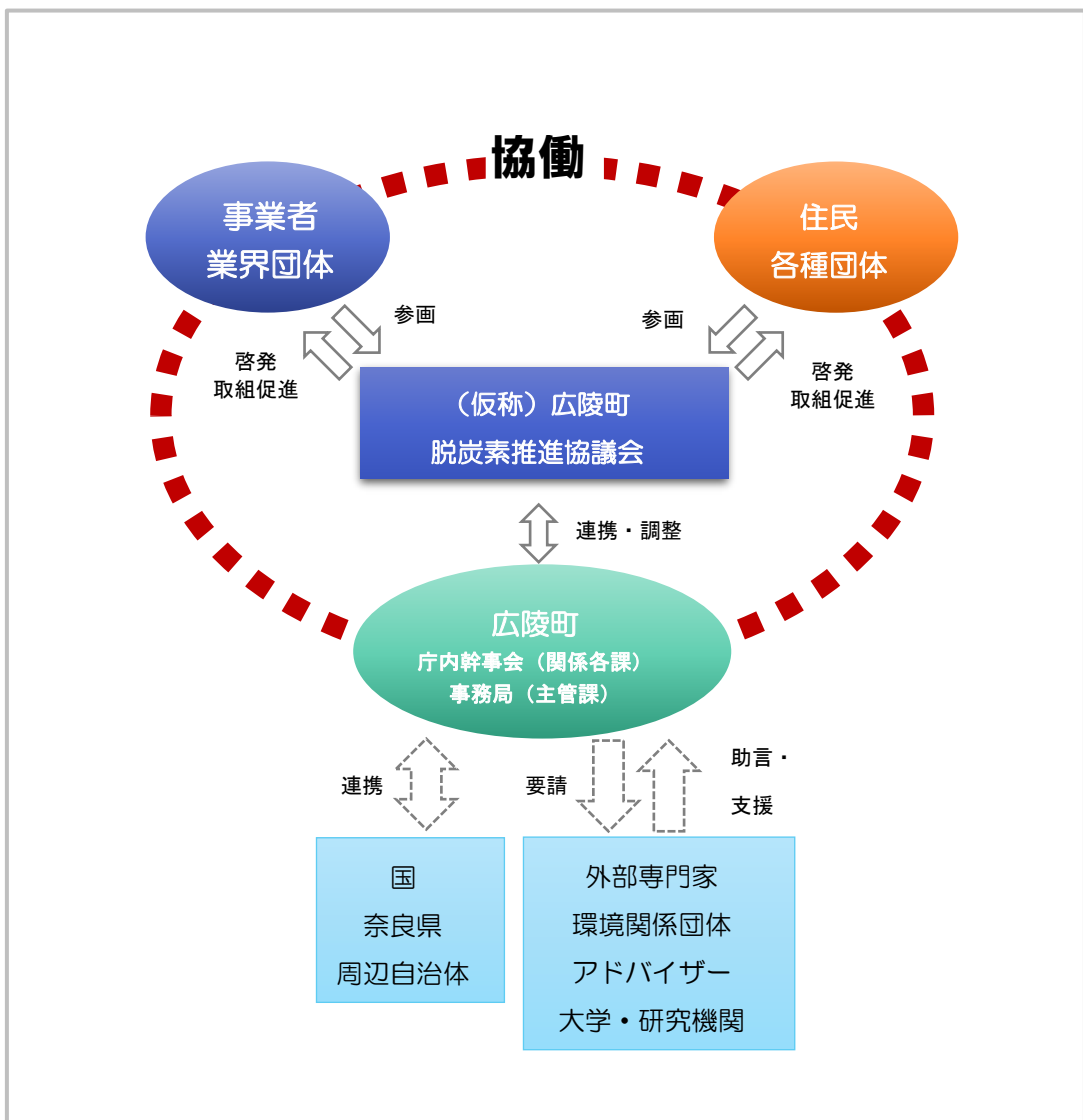 協働
事業者
業界団体
住民
各種団体
参画
参画
啓発
取組促進
啓発
取組促進
（仮称）広陵町
脱炭素推進協議会
連携・調整
広陵町
庁内幹事会（関係各課）
事務局（主管課）
連携
要請
助言・
支援
国
奈良県
周辺自治体
外部専門家
環境関係団体
アドバイザー
大学・研究機関